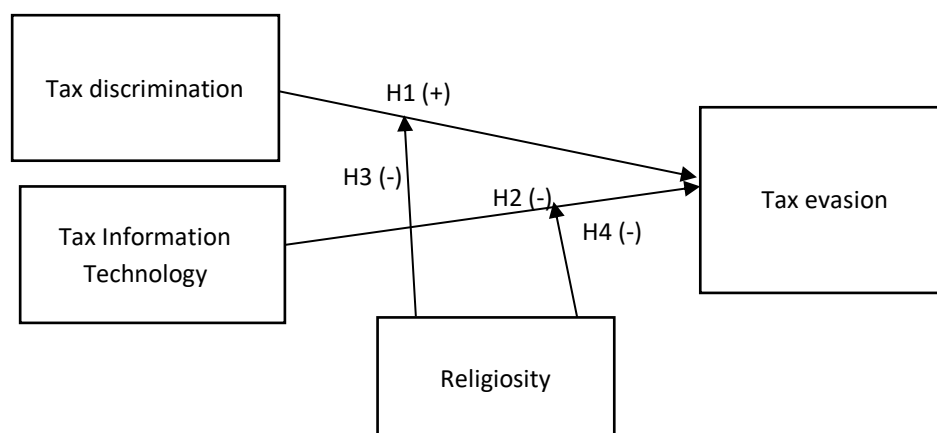 Tax discrimination
H1 (+)
H3 (-)
H2 (-)
Tax evasion
Tax Information
Technology
H4 (-)
Religiosity